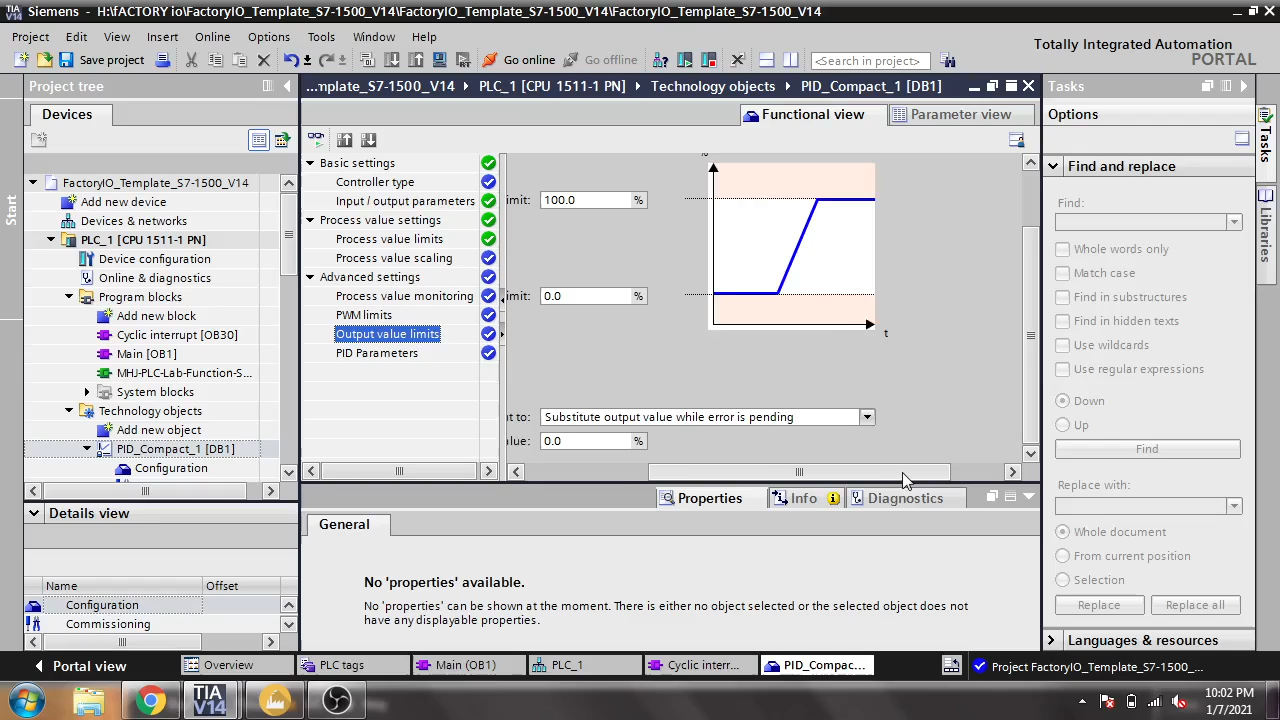 Siemens - H:\fACTORY io\FactoryIO_Template_S7-1500_V14\FactoryIO_Template_S7-1500_V14\FactoryIO_Template_S7-1500_V14
Project Edit View Insert Online Options Tools Window Help
Totally Integrated Automation
PORTAL
Save project
Go online
Go offline
<Search in project>
Project tree
...mplate_S7-1500_V14 PLC_1 [CPU 1511-1 PN] Technology objects PID_Compact_1 [DB1]
Tasks
Devices
Functional view
Parameter view
Options
Start
FactoryIO_Template_S7-1500_V14
Add new device
Devices & networks
PLC_1 [CPU 1511-1 PN]
Device configuration
Online & diagnostics
Program blocks
Add new block
Cyclic interrupt [OB30]
Main [OB1]
MHJ-PLC-Lab-Function-S...
System blocks
Technology objects
Add new object
PID_Compact_1 [DB1]
Configuration
Details view
Name Offset
Configuration
Commissioning
Basic settings
Controller type
Input / output parameters
Process value settings
Process value limits
Process value scaling
Advanced settings
Process value monitoring
PWM limits
Output value limits
PID Parameters
%
imit: 100.0 %
imit: 0.0 %
t
t to: Substitute output value while error is pending
alue: 0.0 %
Properties
Info
Diagnostics
General
No 'properties' available.
No 'properties' can be shown at the moment. There is either no object selected or the selected object does not
have any displayable properties.
Find and replace
Find:
Whole words only
Match case
Find in substructures
Find in hidden texts
Use wildcards
Use regular expressions
Down
Up
Find
Replace with:
Whole document
From current position
Selection
Replace Replace all
Languages & resources
Tasks
Libraries
Portal view
Overview
PLC tags
Main (OB1)
PLC_1
Cyclic interr...
PID_Compac...
Project FactoryIO_Template_S7-1500_...
TIA
V14
10:02 PM
1/7/2021